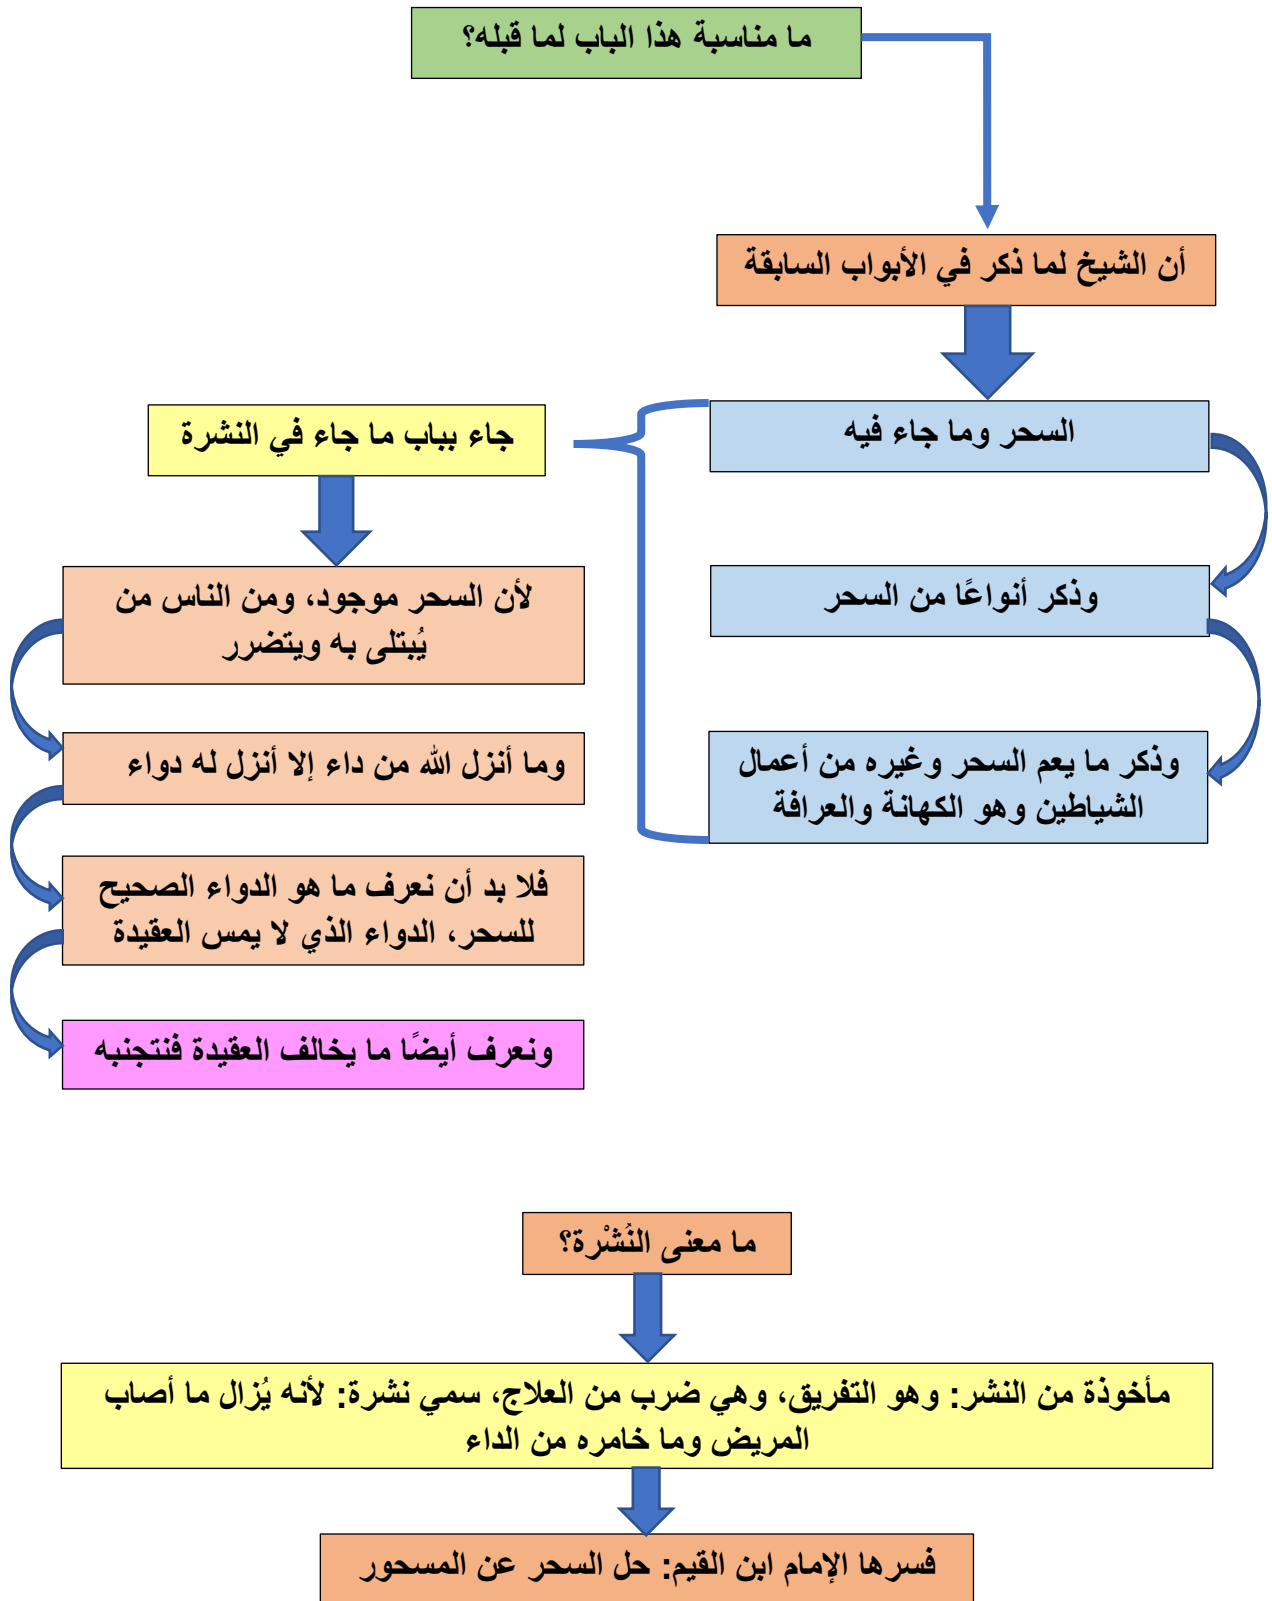 ما مناسبة هذا الباب لما قبله؟
أن الشيخ لما ذكر في الأبواب السابقة
السحر وما جاء فيه
وذكر أنواعًا من السحر
وذكر ما يعم السحر وغيره من أعمال
الشياطين وهو الكهانة والعرافة
جاء بباب ما جاء في النشرة
لأن السحر موجود، ومن الناس من
يُبتلى به ويتضرر
وما أنزل الله من داء إلا أنزل له دواء
فلا بد أن نعرف ما هو الدواء الصحيح
للسحر، الدواء الذي لا يمس العقيدة
ونعرف أيضًا ما يخالف العقيدة فنتجنبه
ما معنى النُشْرة؟
مأخوذة من النشر: وهو التفريق، وهي ضرب من العلاج، سمي نشرة: لأنه يُزال ما أصاب
المريض وما خامره من الداء
فسرها الإمام ابن القيم: حل السحر عن المسحور